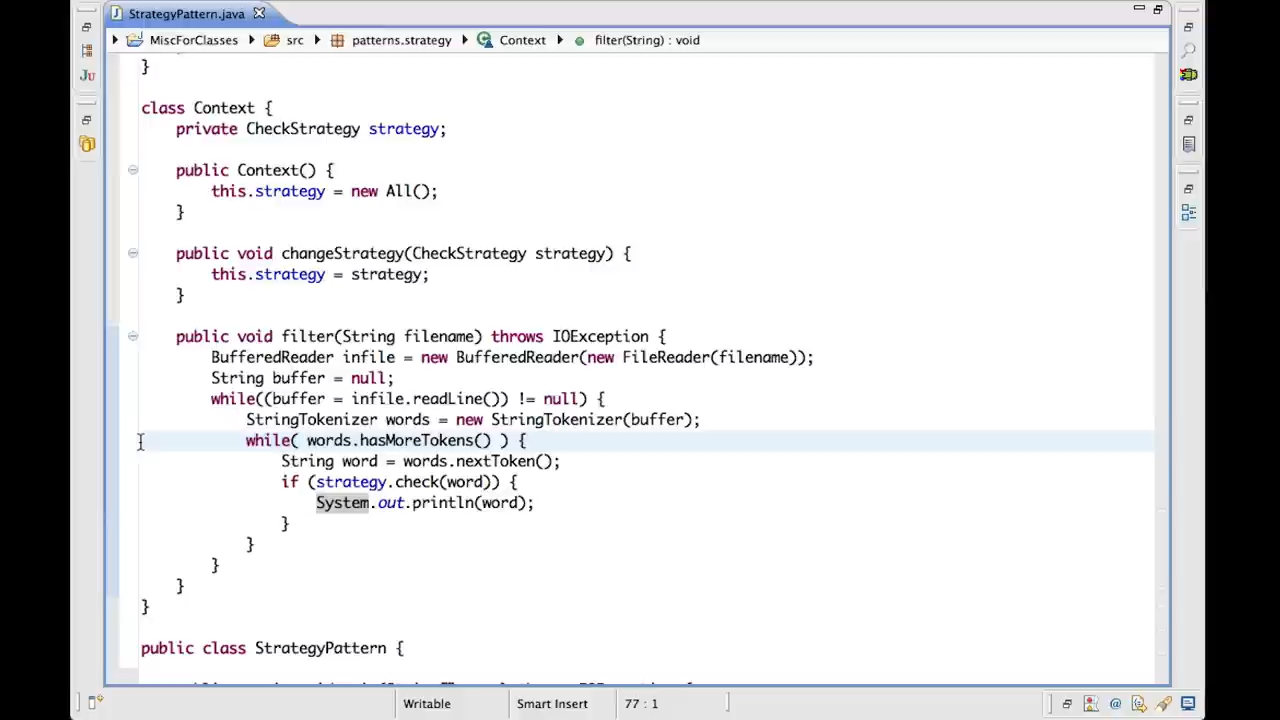 StrategyPattern.java
MiscForClasses src patterns.strategy Context filter(String) : void
}
class Context {
private CheckStrategy strategy;
public Context() {
this.strategy = new All();
}
public void changeStrategy(CheckStrategy strategy) {
this.strategy = strategy;
}
public void filter(String filename) throws IOException {
BufferedReader infile = new BufferedReader(new FileReader(filename));
String buffer = null;
while((buffer = infile.readLine()) != null) {
StringTokenizer words = new StringTokenizer(buffer);
while( words.hasMoreTokens() ) {
String word = words.nextToken();
if (strategy.check(word)) {
System.out.println(word);
}
}
}
}
}
public class StrategyPattern {
Writable Smart Insert 77 : 1